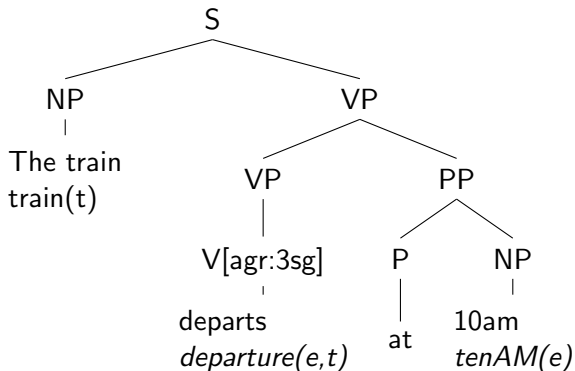 S
NP VP
The train
train(t)
VP PP
V[agr:3sg] P NP
departs
departure(e,t)
at
10am
tenAM(e)